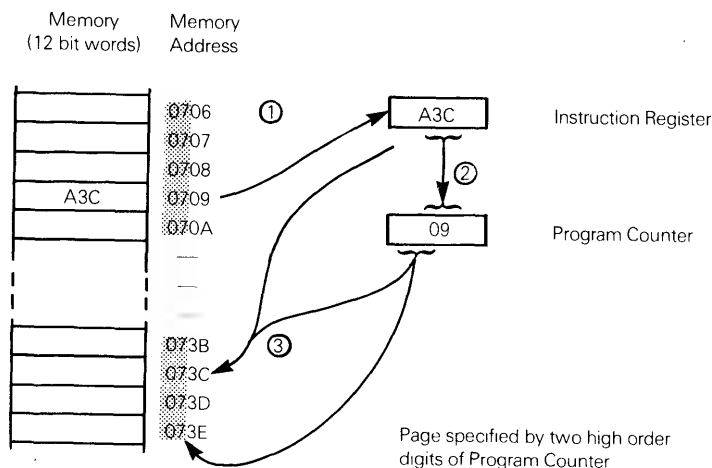 Memory
(12 bit words)
Memory
Address
0706
0707
0708
0709
070A
A3C
073B
073C
073D
073E
①
②
③
A3C
Instruction Register
09
Program Counter
Page specified by two high order
digits of Program Counter